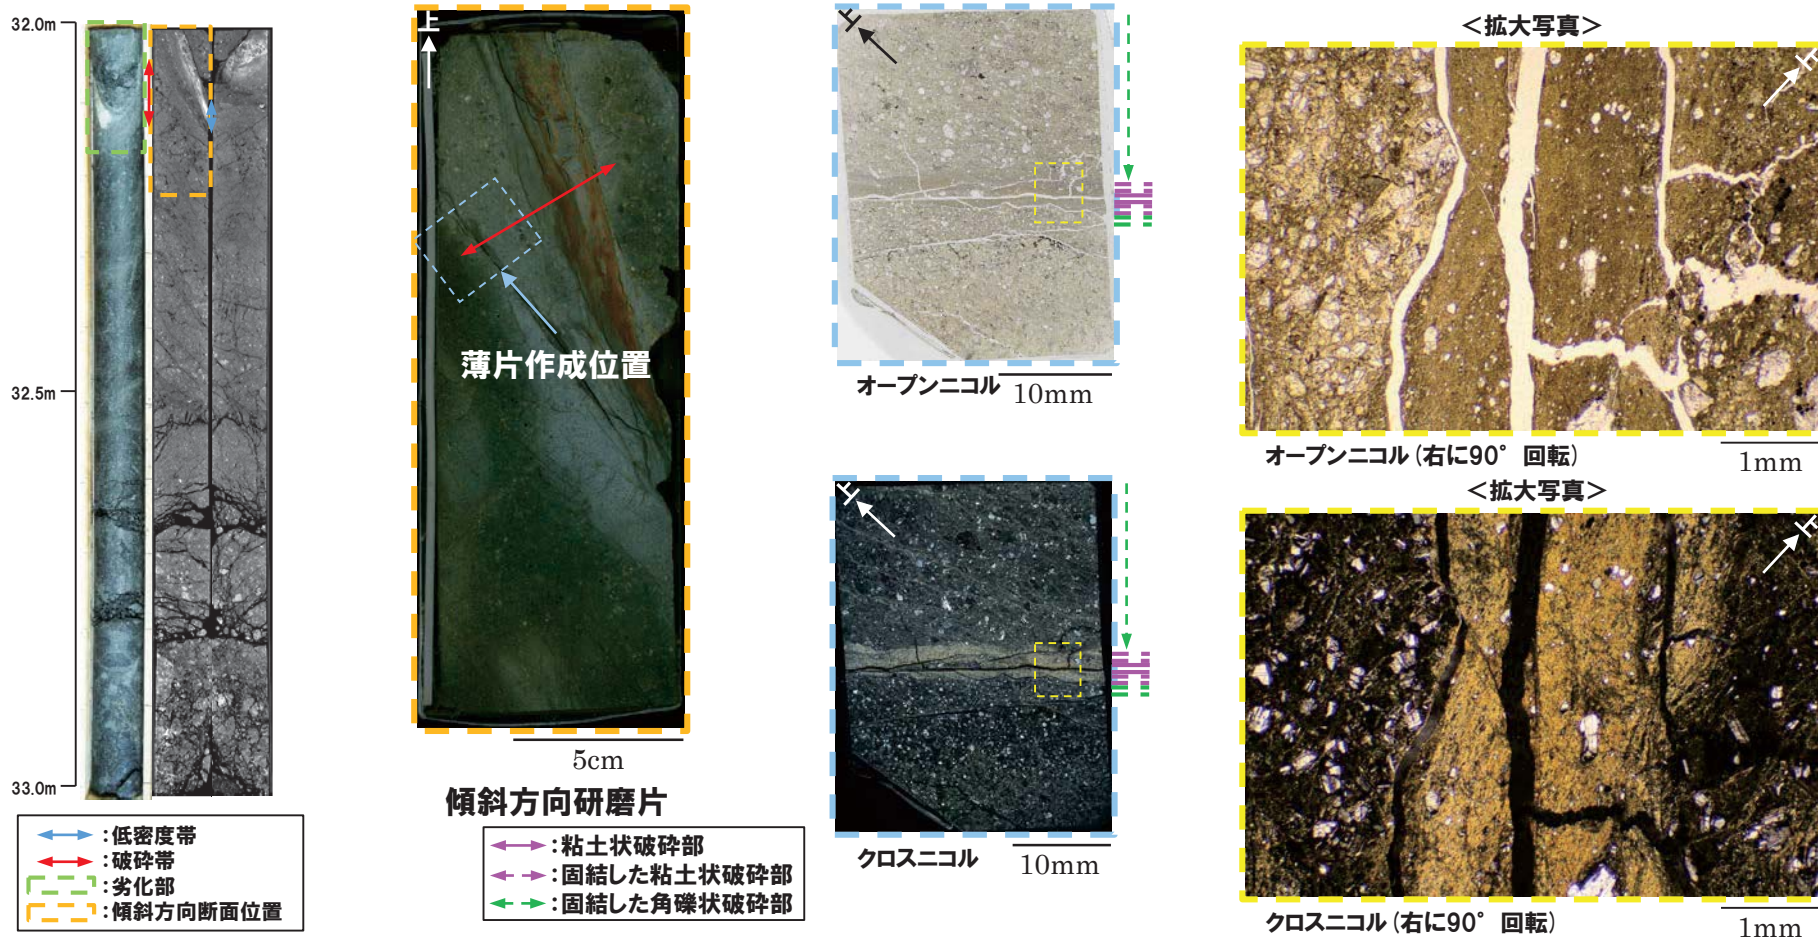 32.0m
32.5m
33.0m
:低密度帯
:破砕帯
:劣化部
:傾斜方向断面位置
上
薄片作成位置
5cm
傾斜方向研磨片
:粘土状破砕部
:固結した粘土状破砕部
:固結した角礫状破砕部
上
オープンニコル
10mm
上
クロスニコル
10mm
<拡大写真>
上
オープンニコル(右に90°回転)
1mm
<拡大写真>
上
クロスニコル(右に90°回転)
1mm